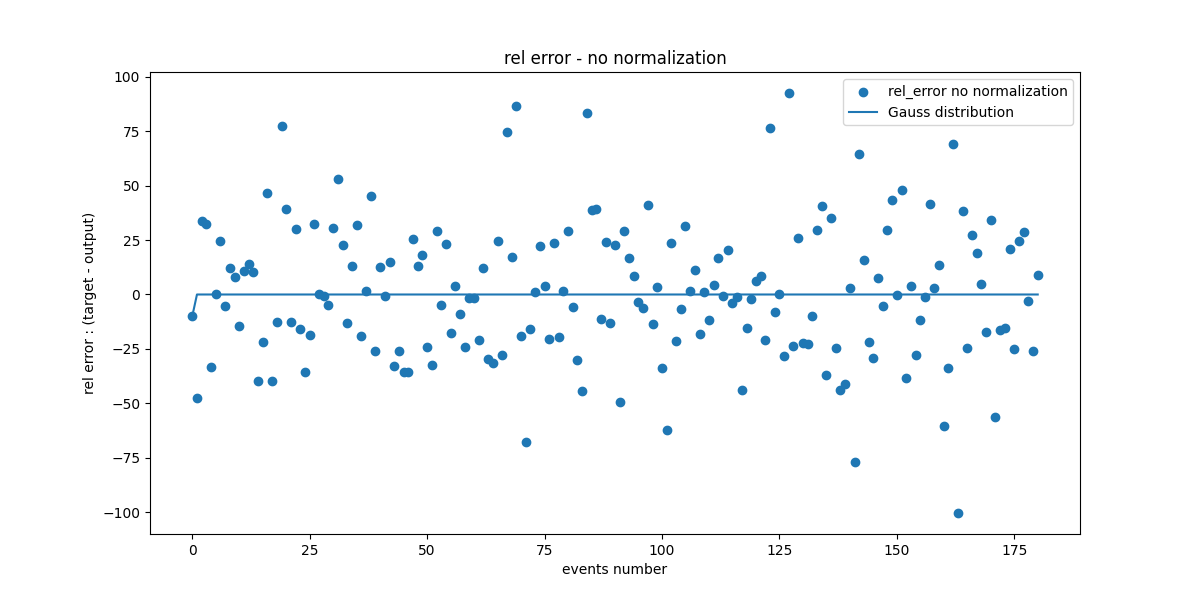 rel error - no normalization
rel_error no normalization
Gauss distribution
100
75
50
25
0
−25
−50
−75
−100
rel error : (target - output)
0 25 50 75 100 125 150 175
events number